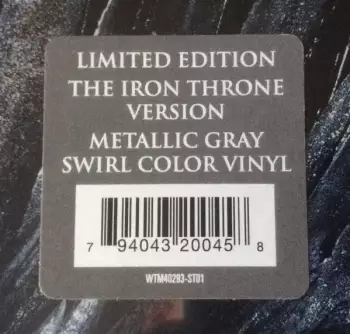 LIMITED EDITION
THE IRON THRONE
VERSION
METALLIC GRAY
SWIRL COLOR VINYL
7 94043 20045 8
WTM40293-ST01